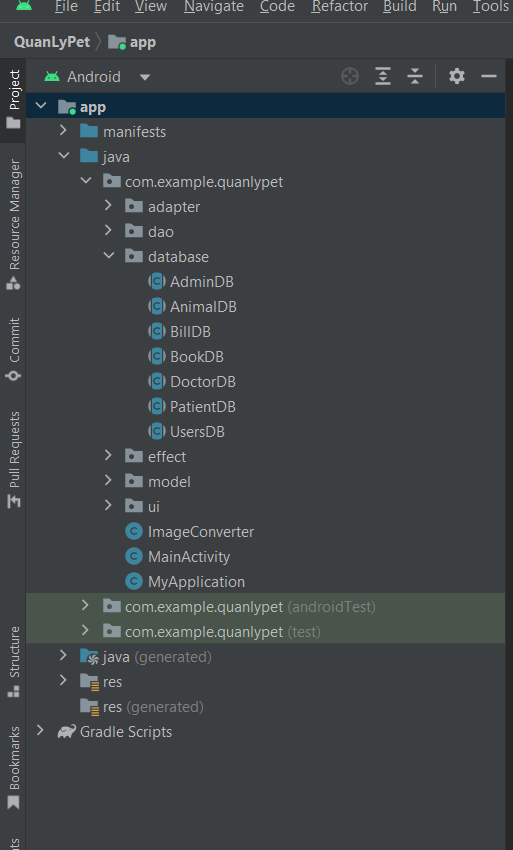 File Edit View Navigate Code Refactor Build Run Tools
QuanLyPet app
Project
Resource Manager
Commit
Pull Requests
Structure
Bookmarks
Android
app
manifests
java
com.example.quanlypet
adapter
dao
database
AdminDB
AnimalDB
BillDB
BookDB
DoctorDB
PatientDB
UsersDB
effect
model
ui
ImageConverter
MainActivity
MyApplication
com.example.quanlypet (androidTest)
com.example.quanlypet (test)
java (generated)
res
res (generated)
Gradle Scripts